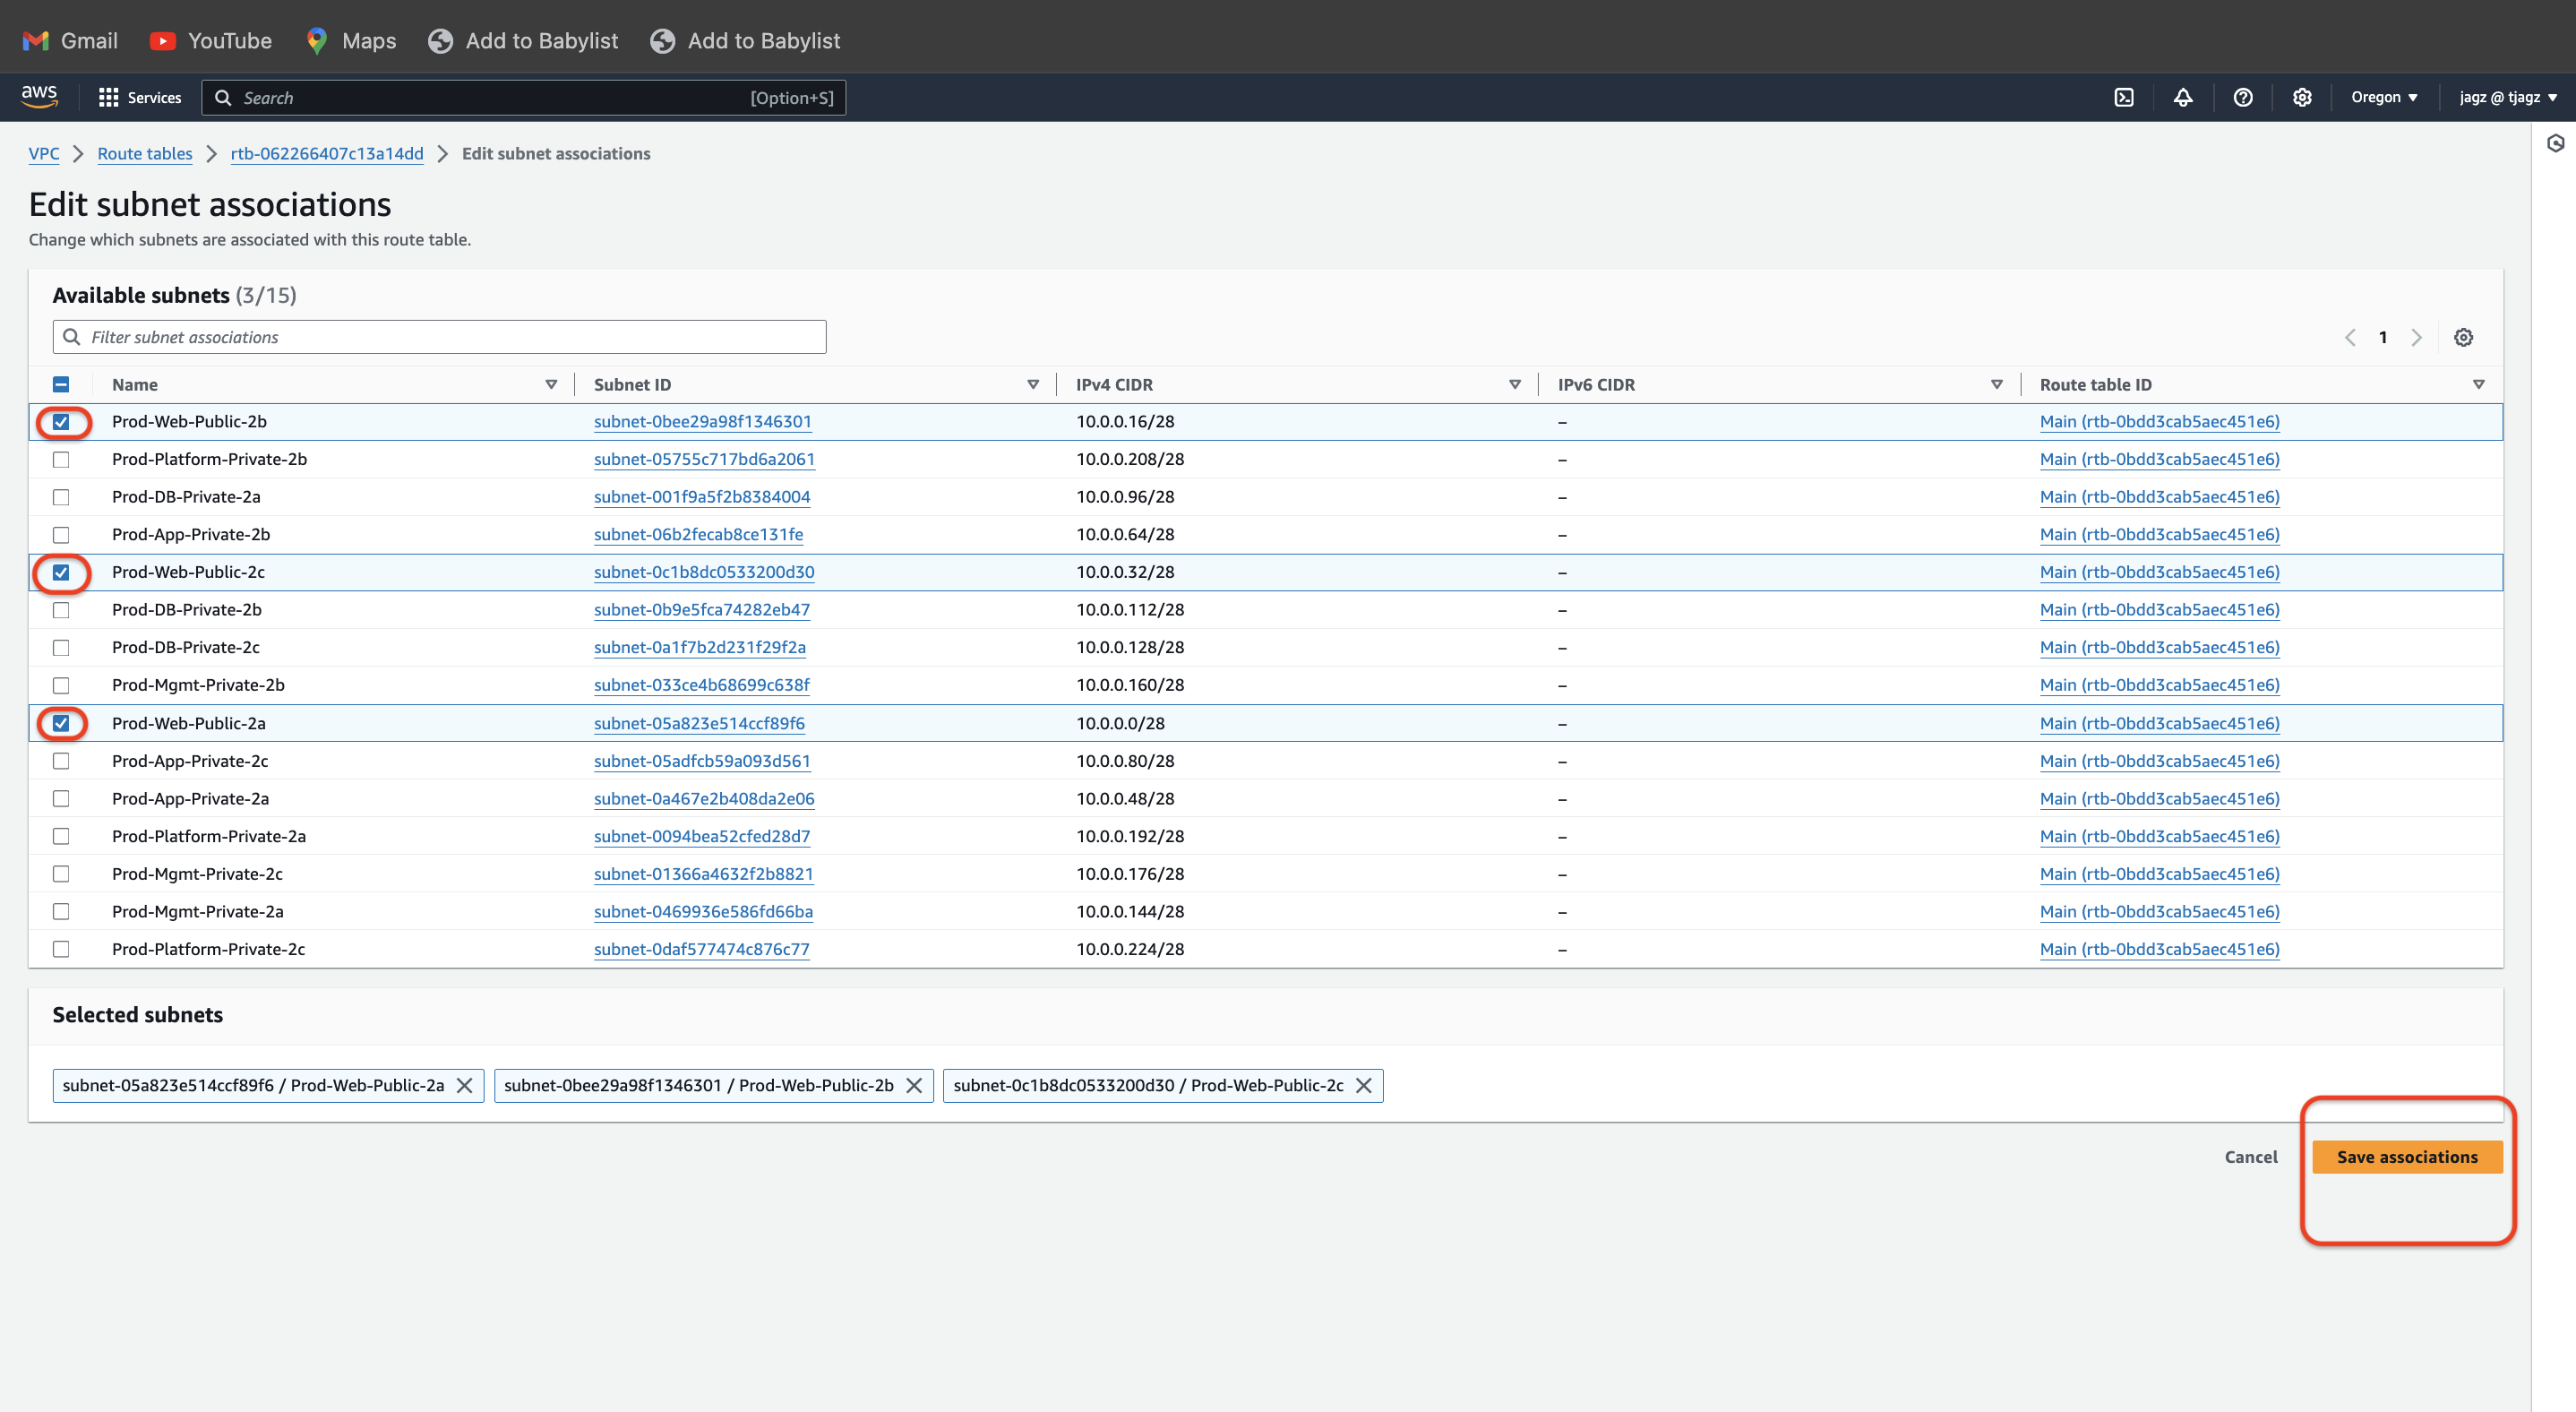 Gmail YouTube Maps Add to Babylist Add to Babylist
aws Services Search [Option+S] Oregon jagz @ tjagz
VPC Route tables rtb-062266407c13a14dd Edit subnet associations
Edit subnet associations
Change which subnets are associated with this route table.
Available subnets (3/15)
Filter subnet associations 1
Name Subnet ID IPv4 CIDR IPv6 CIDR Route table ID
Prod-Web-Public-2b subnet-0bee29a98f1346301 10.0.0.16/28 – Main (rtb-0bdd3cab5aec451e6)
Prod-Platform-Private-2b subnet-05755c717bd6a2061 10.0.0.208/28 – Main (rtb-0bdd3cab5aec451e6)
Prod-DB-Private-2a subnet-001f9a5f2b8384004 10.0.0.96/28 – Main (rtb-0bdd3cab5aec451e6)
Prod-App-Private-2b subnet-06b2fecab8ce131fe 10.0.0.64/28 – Main (rtb-0bdd3cab5aec451e6)
Prod-Web-Public-2c subnet-0c1b8dc0533200d30 10.0.0.32/28 – Main (rtb-0bdd3cab5aec451e6)
Prod-DB-Private-2b subnet-0b9e5fca74282eb47 10.0.0.112/28 – Main (rtb-0bdd3cab5aec451e6)
Prod-DB-Private-2c subnet-0a1f7b2d231f29f2a 10.0.0.128/28 – Main (rtb-0bdd3cab5aec451e6)
Prod-Mgmt-Private-2b subnet-033ce4b68699c638f 10.0.0.160/28 – Main (rtb-0bdd3cab5aec451e6)
Prod-Web-Public-2a subnet-05a823e514ccf89f6 10.0.0.0/28 – Main (rtb-0bdd3cab5aec451e6)
Prod-App-Private-2c subnet-05adfcb59a093d561 10.0.0.80/28 – Main (rtb-0bdd3cab5aec451e6)
Prod-App-Private-2a subnet-0a467e2b408da2e06 10.0.0.48/28 – Main (rtb-0bdd3cab5aec451e6)
Prod-Platform-Private-2a subnet-0094bea52cfed28d7 10.0.0.192/28 – Main (rtb-0bdd3cab5aec451e6)
Prod-Mgmt-Private-2c subnet-01366a4632f2b8821 10.0.0.176/28 – Main (rtb-0bdd3cab5aec451e6)
Prod-Mgmt-Private-2a subnet-0469936e586fd66ba 10.0.0.144/28 – Main (rtb-0bdd3cab5aec451e6)
Prod-Platform-Private-2c subnet-0daf577474c876c77 10.0.0.224/28 – Main (rtb-0bdd3cab5aec451e6)
Selected subnets
subnet-05a823e514ccf89f6 / Prod-Web-Public-2a subnet-0bee29a98f1346301 / Prod-Web-Public-2b subnet-0c1b8dc0533200d30 / Prod-Web-Public-2c
Cancel Save associations